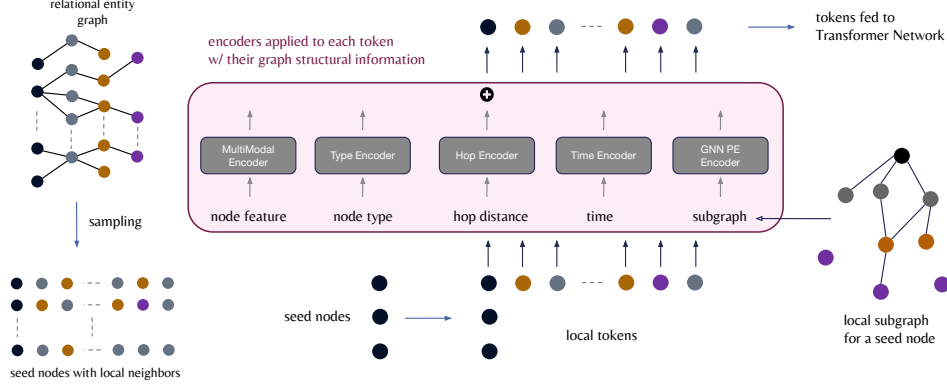 relational entity
graph
sampling
seed nodes with local neighbors
encoders applied to each token
w/ their graph structural information
tokens fed to
Transformer Network
MultiModal
Encoder
Type Encoder
Hop Encoder
Time Encoder
GNN PE
Encoder
node feature
node type
hop distance
time
subgraph
seed nodes
local tokens
local subgraph
for a seed node